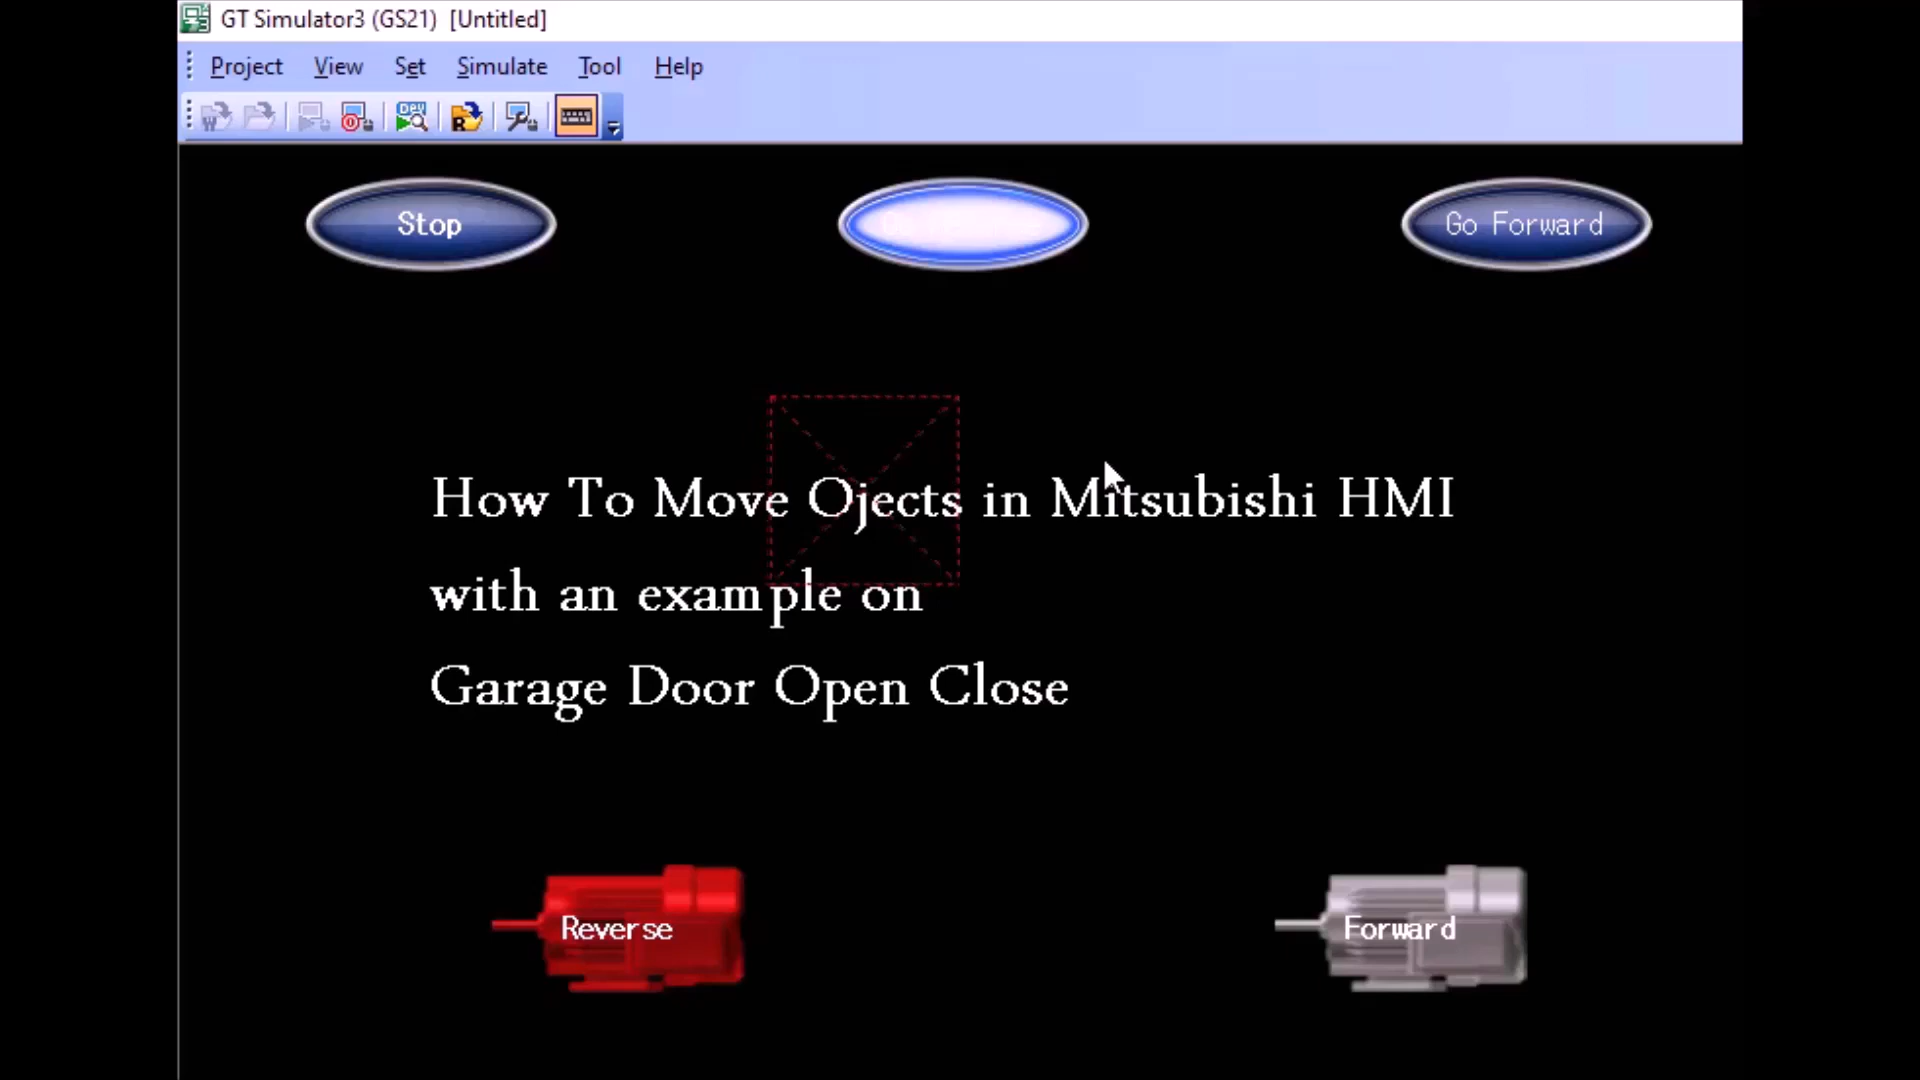 GT Simulator3 (GS21) [Untitled]
Project View Set Simulate Tool Help
Stop
Go Forward
How To Move Ojects in Mitsubishi HMI
with an example on
Garage Door Open Close
Reverse
Forward